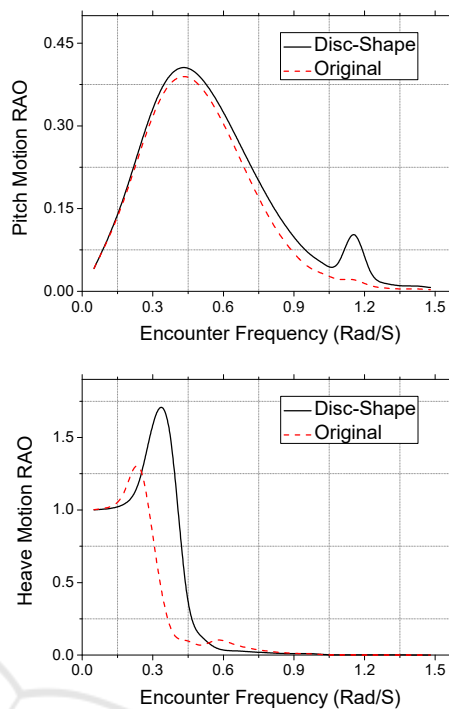 0.45
0.30
0.15
0.00
Pitch Motion RAO
Disc-Shape
Original
0.0 0.3 0.6 0.9 1.2 1.5
Encounter Frequency (Rad/S)
1.5
1.0
0.5
0.0
Heave Motion RAO
Disc-Shape
Original
0.0 0.3 0.6 0.9 1.2 1.5
Encounter Frequency (Rad/S)